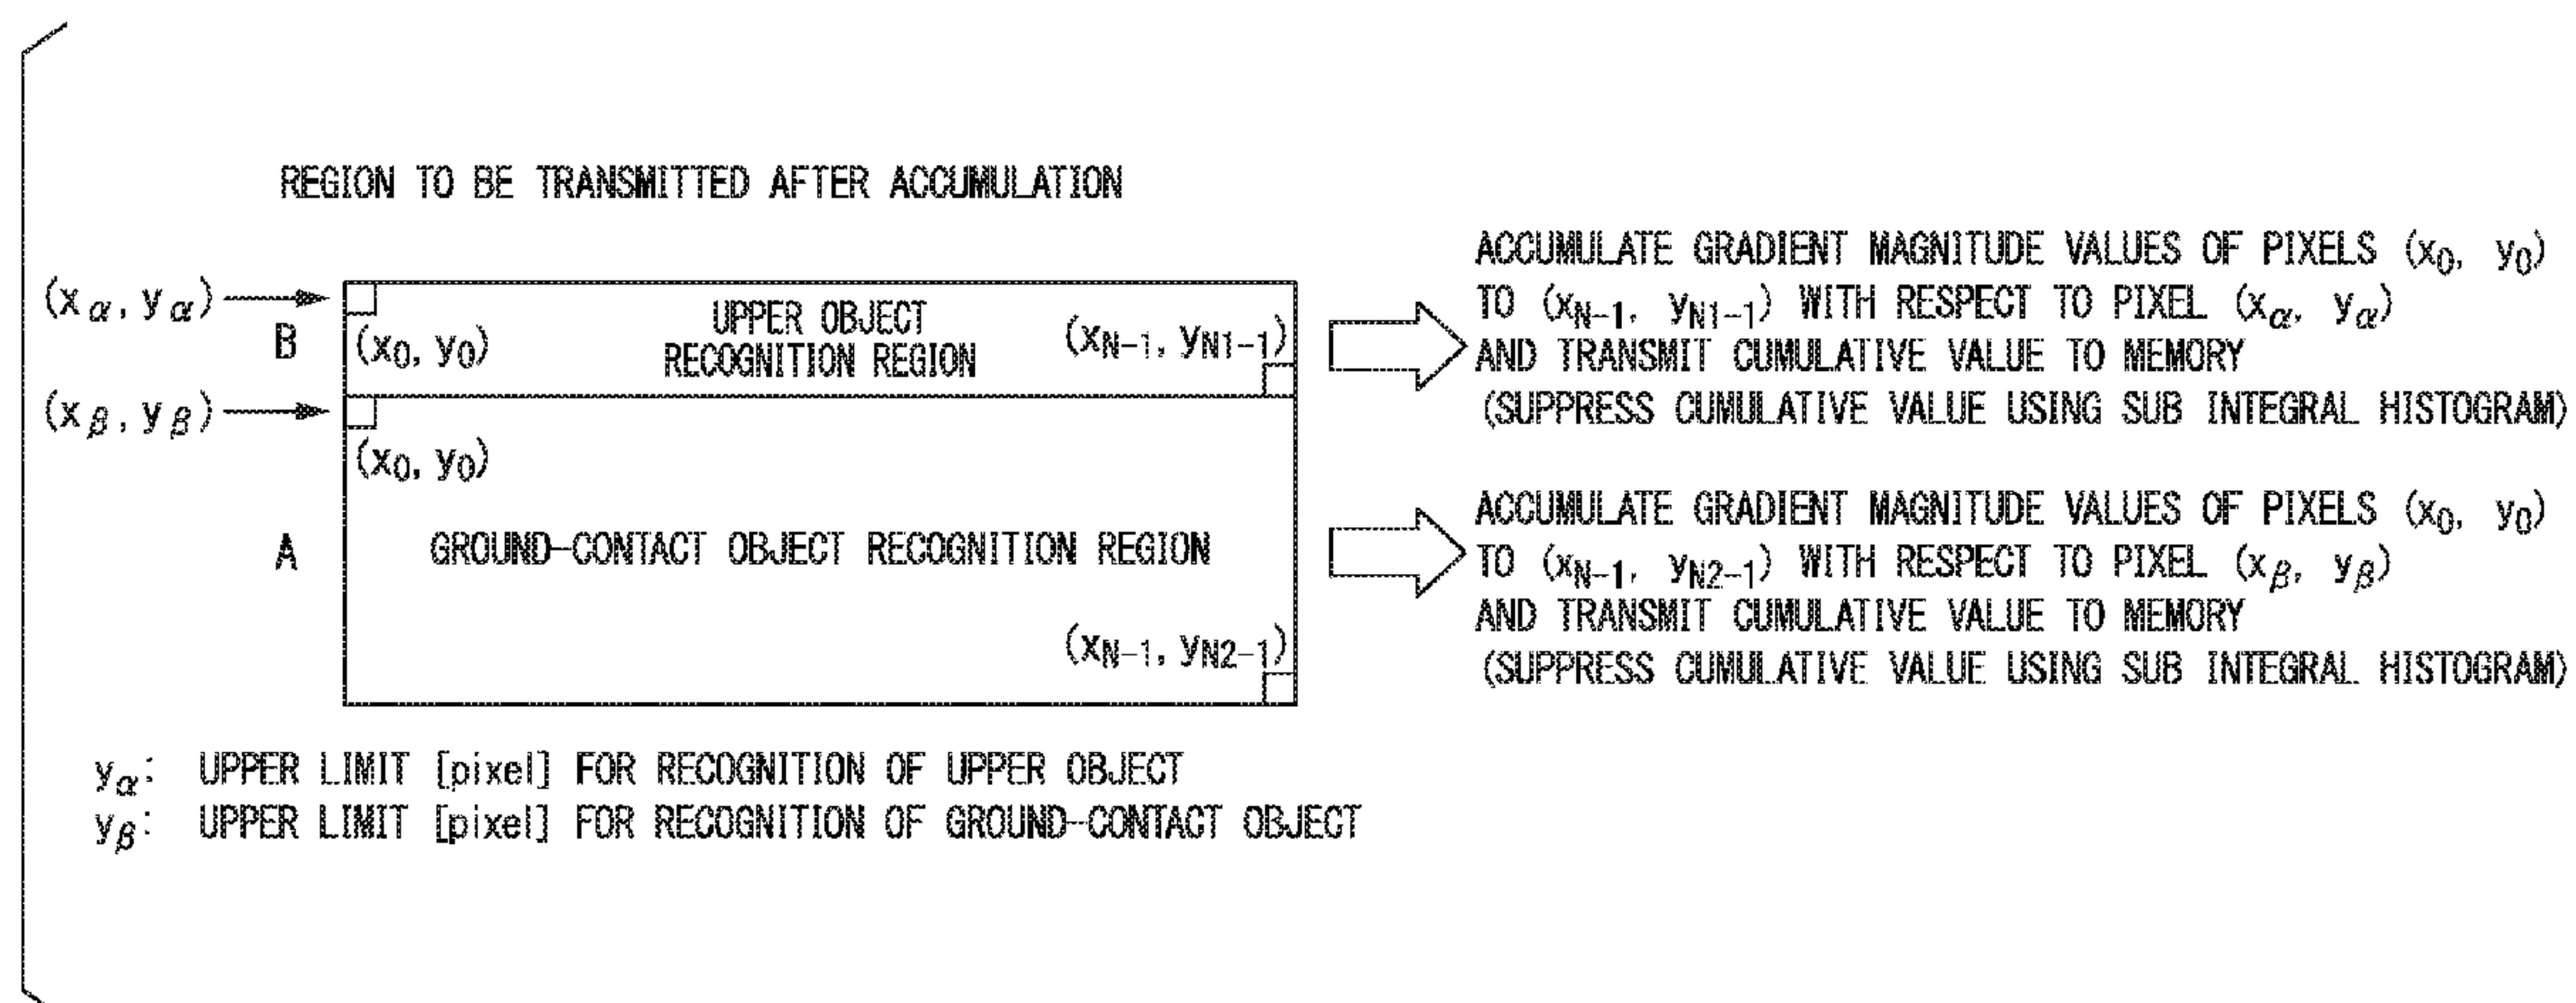 REGION TO BE TRANSMITTED AFTER ACCUMULATION
(xα, yα)
B
(x0, y0)
UPPER OBJECT
RECOGNITION REGION
(xN-1, yN1-1)
ACCUMULATE GRADIENT MAGNITUDE VALUES OF PIXELS (x0, y0)
TO (xN-1, yN1-1) WITH RESPECT TO PIXEL (xα, yα)
AND TRANSMIT CUMULATIVE VALUE TO MEMORY
(SUPPRESS CUMULATIVE VALUE USING SUB INTEGRAL HISTOGRAM)
(xβ, yβ)
(x0, y0)
A
GROUND-CONTACT OBJECT RECOGNITION REGION
(xN-1, yN2-1)
ACCUMULATE GRADIENT MAGNITUDE VALUES OF PIXELS (x0, y0)
TO (xN-1, yN2-1) WITH RESPECT TO PIXEL (xβ, yβ)
AND TRANSMIT CUMULATIVE VALUE TO MEMORY
(SUPPRESS CUMULATIVE VALUE USING SUB INTEGRAL HISTOGRAM)
yα: UPPER LIMIT [pixel] FOR RECOGNITION OF UPPER OBJECT
yβ: UPPER LIMIT [pixel] FOR RECOGNITION OF GROUND-CONTACT OBJECT